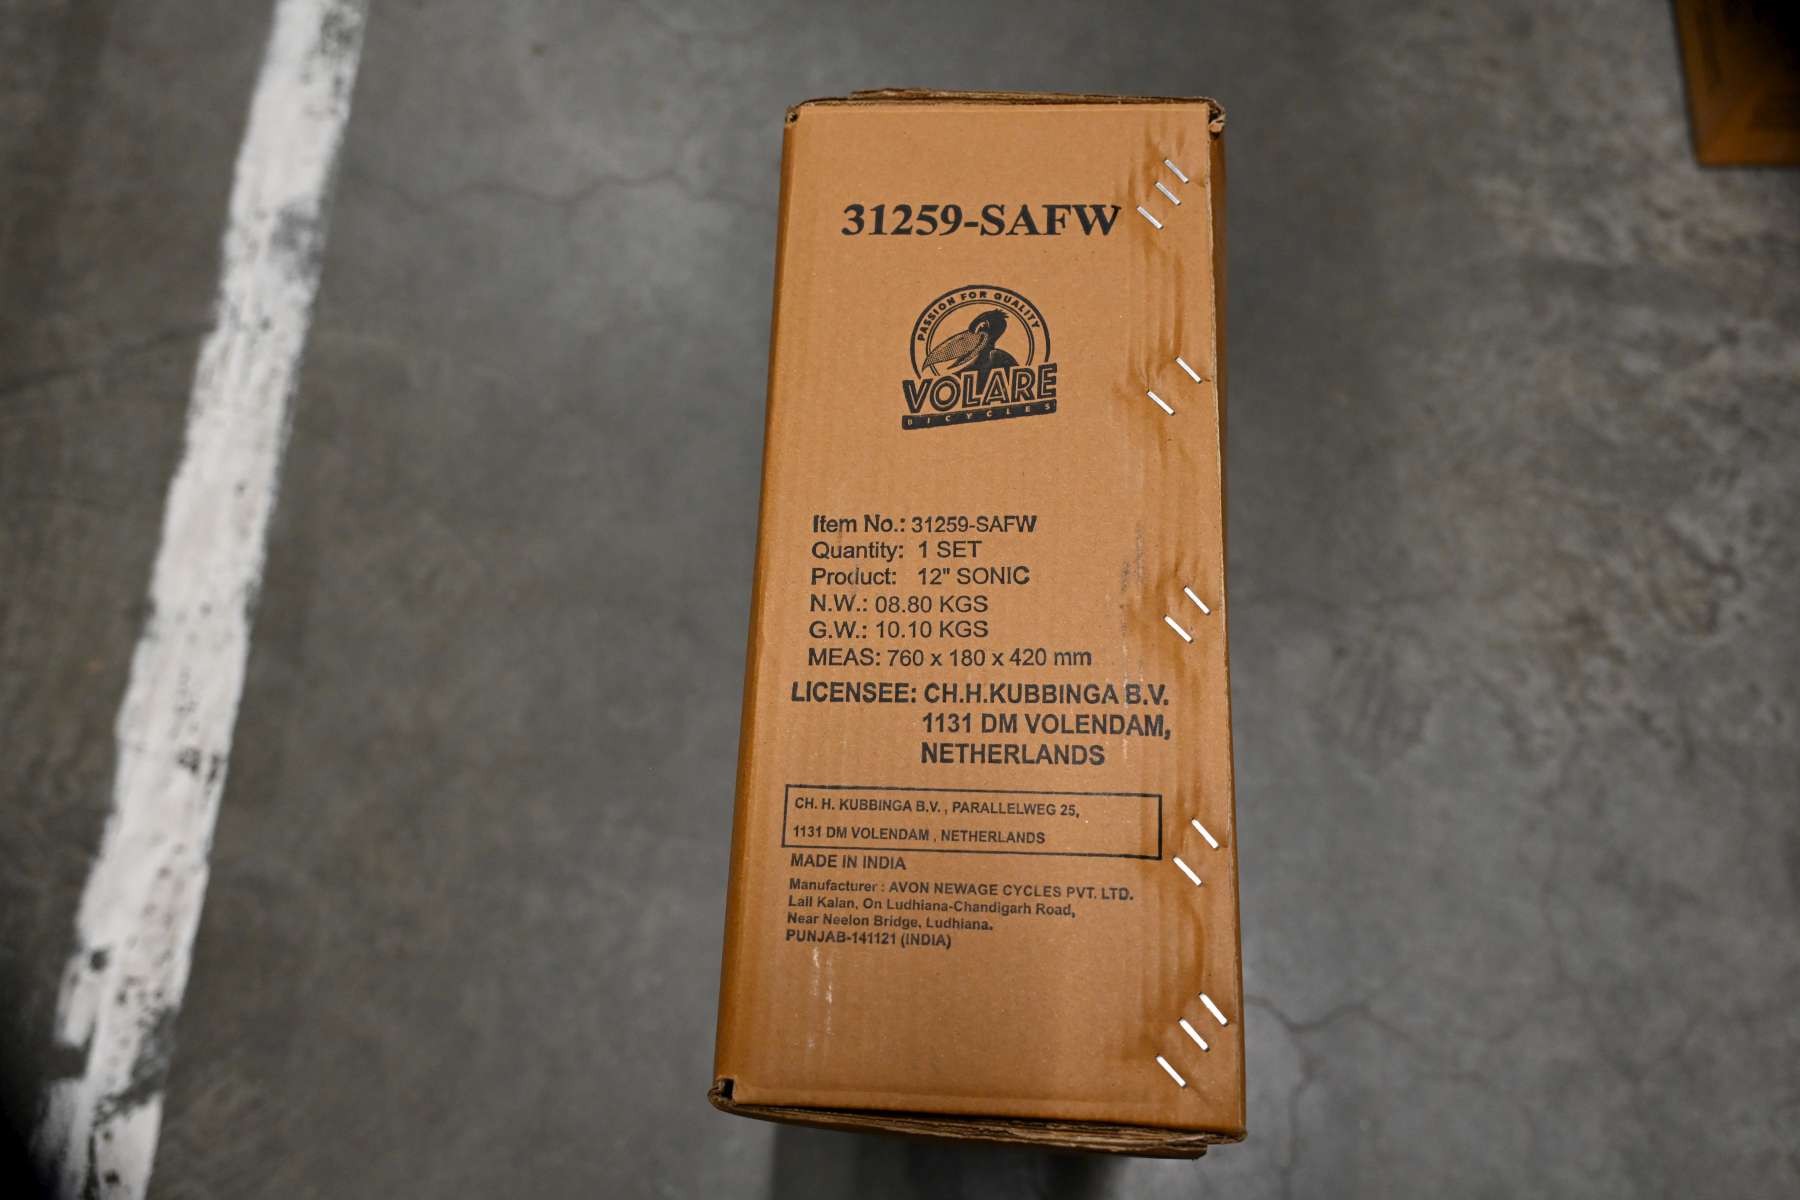 31259-SAFW
PASSION FOR QUALITY
VOLARE
BICYCLES
Item No.: 31259-SAFW
Quantity: 1 SET
Product: 12" SONIC
N.W.: 08.80 KGS
G.W.: 10.10 KGS
MEAS: 760 x 180 x 420 mm
LICENSEE: CH.H.KUBBINGA B.V.
1131 DM VOLENDAM,
NETHERLANDS
CH. H. KUBBINGA B.V. , PARALLELWEG 25,
1131 DM VOLENDAM , NETHERLANDS
MADE IN INDIA
Manufacturer : AVON NEWAGE CYCLES PVT. LTD.
Lall Kalan, On Ludhiana-Chandigarh Road,
Near Neelon Bridge, Ludhiana.
PUNJAB-141121 (INDIA)